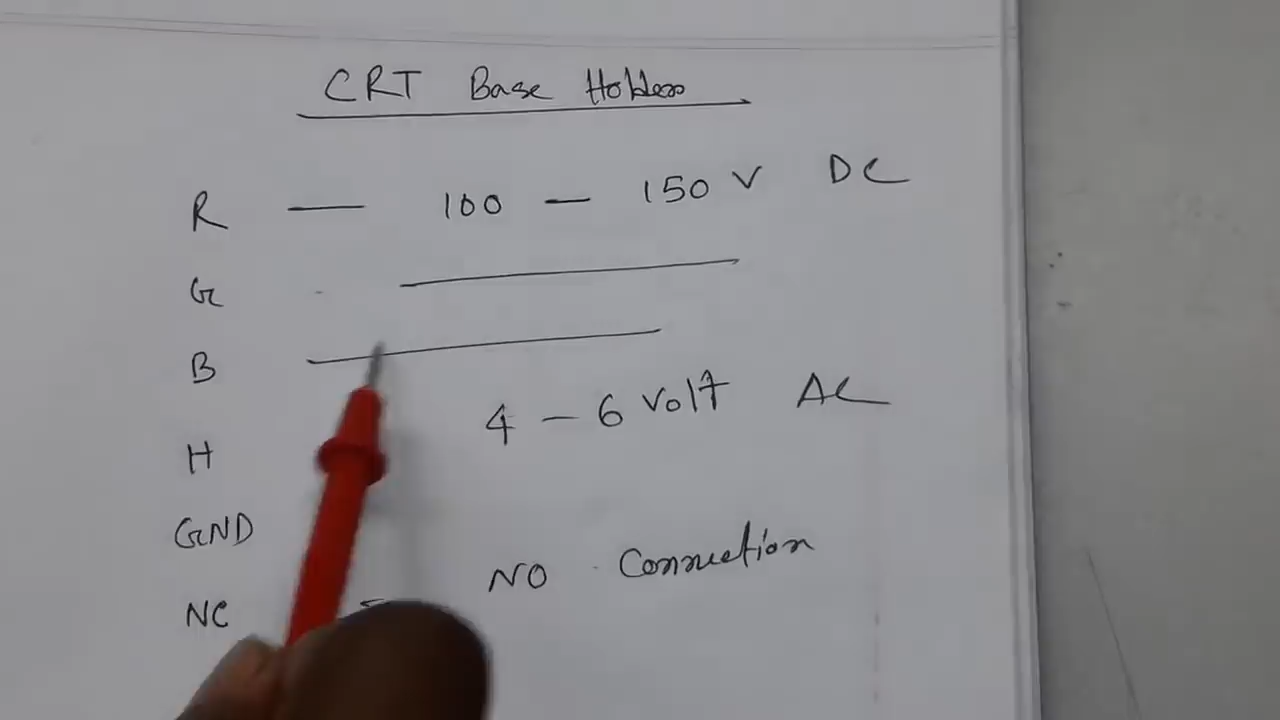 CRT Base Holder
R — 100 — 150 V DC
G
B
H 4 — 6 Volt AC
GND
NC NO Connection